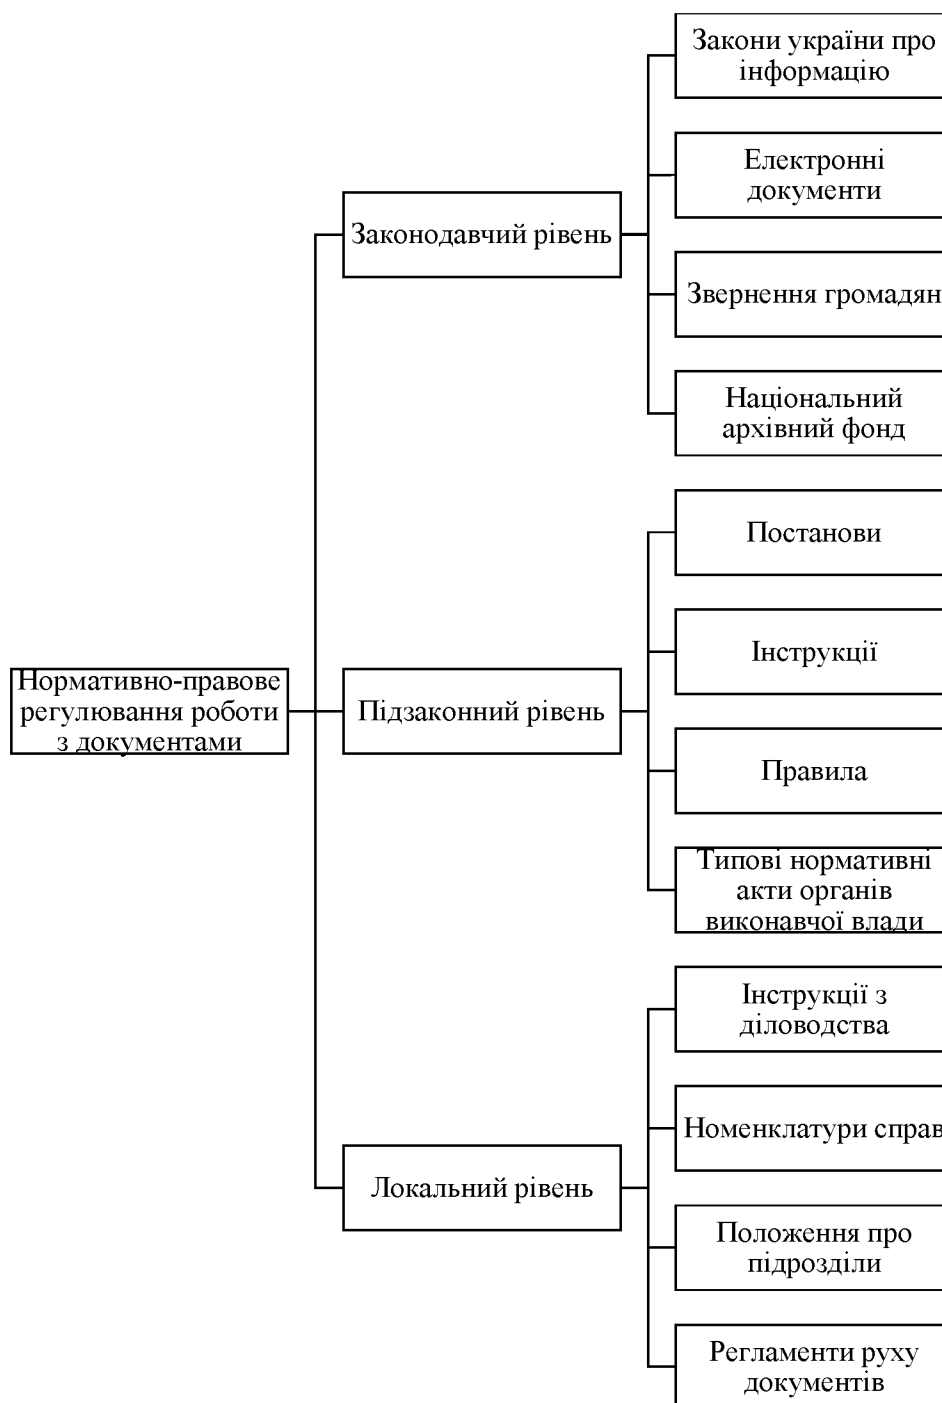 Закони україни про
інформацію
Електронні
документи
Законодавчий рівень
Звернення громадян
Національний
архівний фонд
Постанови
Інструкції
Нормативно-правове
регулювання роботи
з документами
Підзаконний рівень
Правила
Типові нормативні
акти органів
виконавчої влади
Інструкції з
діловодства
Номенклатури справ
Локальний рівень
Положення про
підрозділи
Регламенти руху
документів